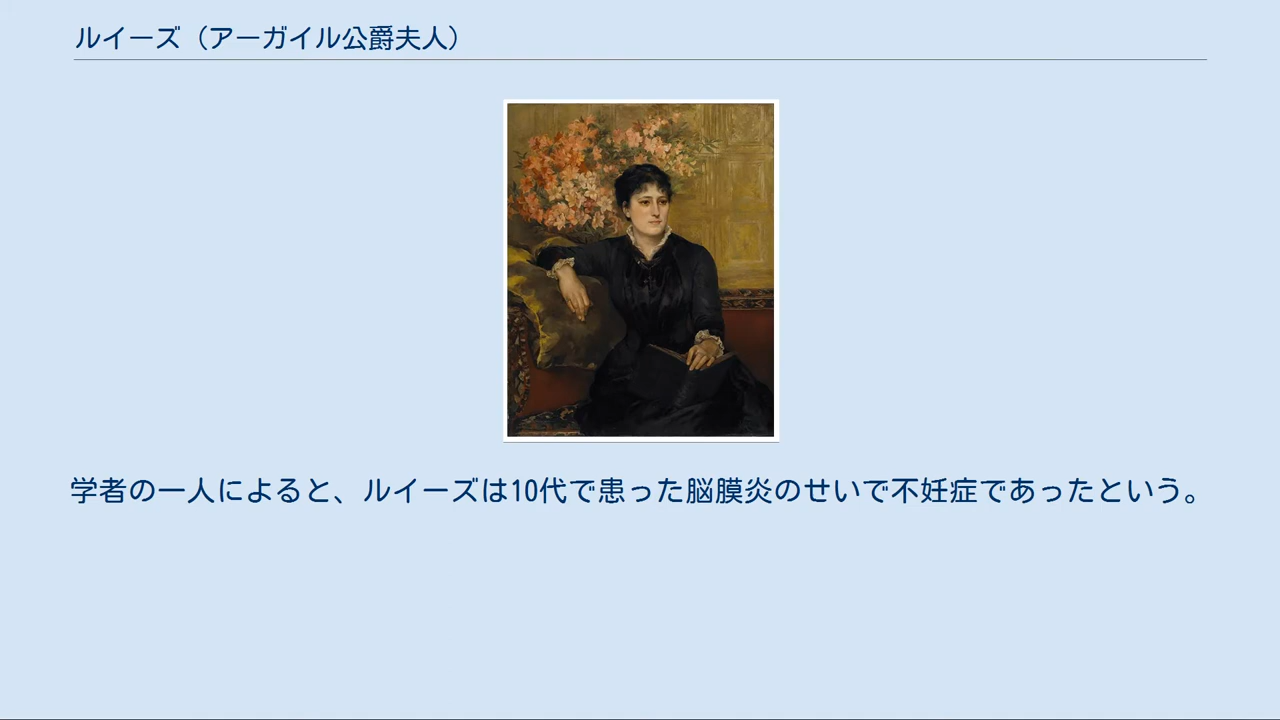 ルイーズ（アーガイル公爵夫人）
学者の一人によると、ルイーズは10代で患った脳膜炎のせいで不妊症であったという。